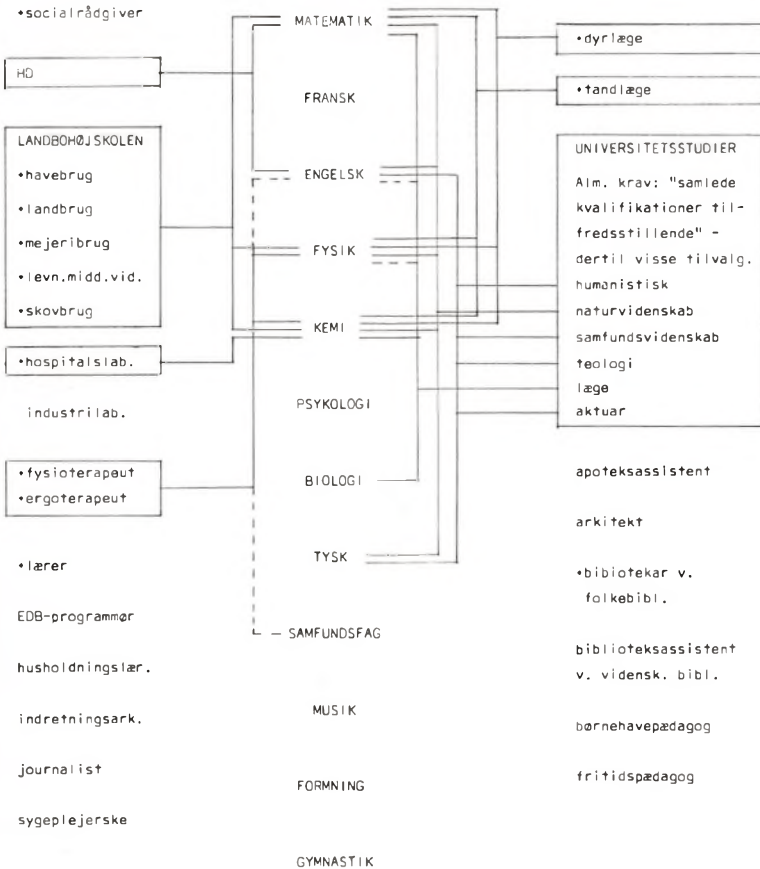 •socialrådgiver
HD
LANDBOHØJSKOLEN
•havebrug
•landbrug
•mejeribrug
•levn.midd.vid.
•skovbrug
•hospitalslab.
industrilab.
•fysioterapeut
•ergoterapeut
•lærer
EDB-programmør
husholdningslær.
indretningsark.
journalist
sygeplejerske
MATEMATIK
FRANSK
ENGELSK
FYSIK
KEMI
PSYKOLOGI
BIOLOGI
TYSK
SAMFUNDSFAG
MUSIK
FORMNING
GYMNASTIK
•dyrlæge
•tandlæge
UNIVERSITETSSTUDIER
Alm. krav: "samlede
kvalifikationer til-
fredsstillende" -
dertil visse tilvalg.
humanistisk
naturvidenskab
samfundsvidenskab
teologi
læge
aktuar
apoteksassistent
arkitekt
•bibiotekar v.
folkebibl.
biblioteksassistent
v. vidensk. bibl.
børnehavepædagog
fritidspædagog